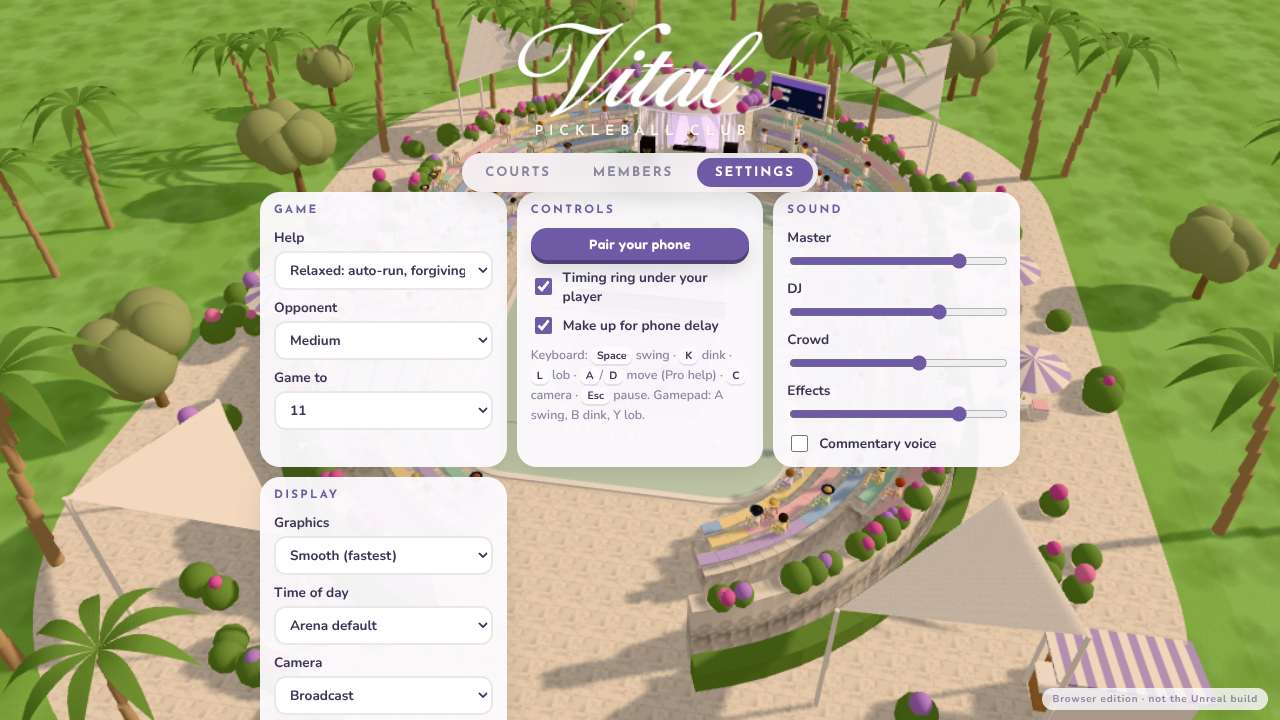 Vital
PICKLEBALL CLUB
COURTS
MEMBERS
SETTINGS
GAME
Help
Relaxed: auto-run, forgiving
Opponent
Medium
Game to
11
CONTROLS
Pair your phone
Timing ring under your
player
Make up for phone delay
Keyboard: Space swing · K dink ·
L lob · A / D move (Pro help) · C
camera · Esc pause. Gamepad: A
swing, B dink, Y lob.
SOUND
Master
DJ
Crowd
Effects
Commentary voice
DISPLAY
Graphics
Smooth (fastest)
Time of day
Arena default
Camera
Broadcast
Browser edition · not the Unreal build